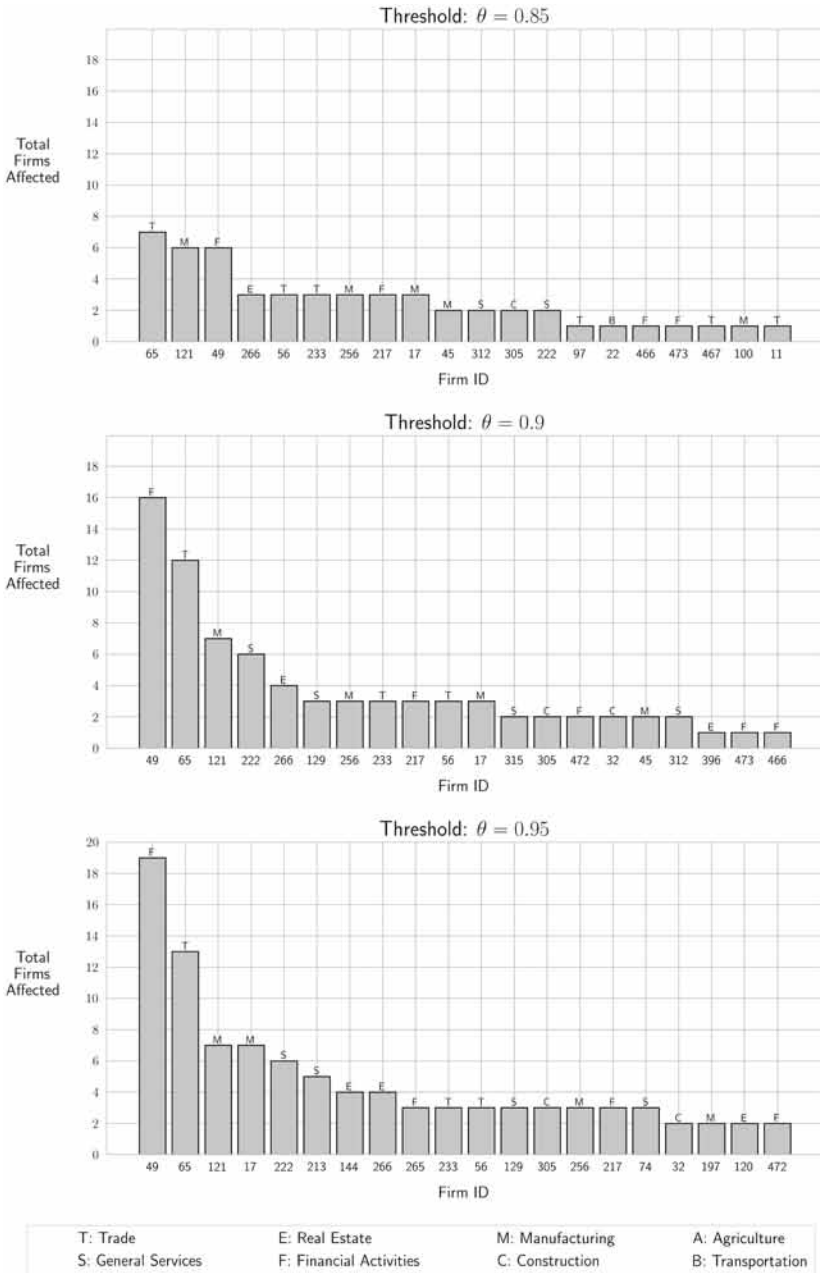 Threshold: θ = 0.85
18
16
14
12
10
8
6
4
2
0
Total
Firms
Affected
T M F E T T M F M M S C S T B F F T M T
65 121 49 266 56 233 256 217 17 45 312 305 222 97 22 466 473 467 100 11
Firm ID
Threshold: θ = 0.9
18
16
14
12
10
8
6
4
2
0
Total
Firms
Affected
F T M S E S M T F T M S C F C M S E F F
49 65 121 222 266 129 256 233 217 56 17 315 305 472 32 45 312 396 473 466
Firm ID
Threshold: θ = 0.95
20
18
16
14
12
10
8
6
4
2
0
Total
Firms
Affected
F T M M S S E E F T T S C M F S C M E F
49 65 121 17 222 213 144 266 265 233 56 129 305 256 217 74 32 197 120 472
Firm ID
T: Trade E: Real Estate M: Manufacturing A: Agriculture
S: General Services F: Financial Activities C: Construction B: Transportation